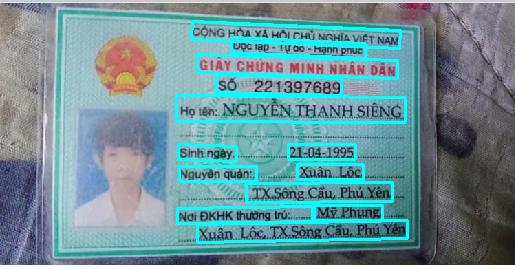 CỘNG HÒA XÃ HỘI CHỦ NGHĨA VIỆT NAM
Độc lập - Tự do - Hạnh phúc
GIẤY CHỨNG MINH NHÂN DÂN
SỐ 221397689
Họ tên: NGUYỄN THANH SIÊNG
Sinh ngày: 21-04-1995
Nguyên quán: Xuân Lộc
TX.Sông Cầu, Phú Yên
Nơi ĐKHK thường trú: Mỹ Phụng
Xuân Lộc, TX.Sông Cầu, Phú Yên